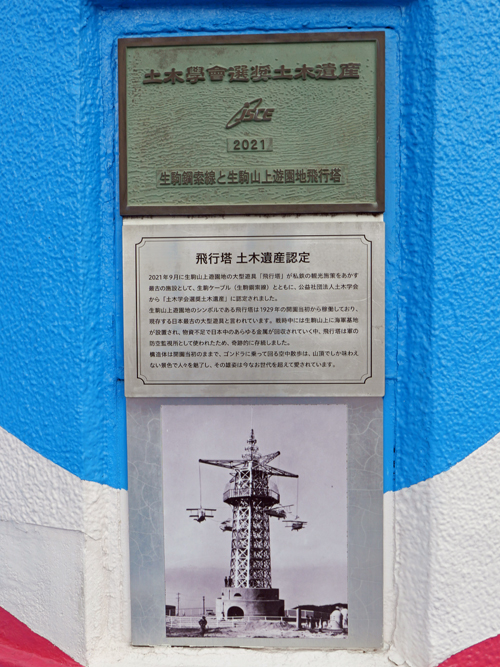 土木學會選奨土木遺産
jsce
2021
生駒鋼索線と生駒山上遊園地飛行塔
飛行塔 土木遺産認定
2021年9月に生駒山上遊園地の大型遊具「飛行塔」が私鉄の観光施策をあかす
最古の施設として、生駒ケーブル（生駒鋼索線）とともに、公益社団法人土木学会
から「土木学会選奨土木遺産」に認定されました。
生駒山上遊園地のシンボルである飛行塔は1929年の開園当初から稼働しており、
現存する日本最古の大型遊具と言われています。戦時中には生駒山上に海軍基地
が設置され、物資不足で日本中のあらゆる金属が回収されていく中、飛行塔は軍の
防空監視所として使われたため、奇跡的に存続しました。
構造体は開園当初のままで、ゴンドラに乗って回る空中散歩は、山頂でしか味わえ
ない景色で人々を魅了し、その雄姿は今なお世代を超えて愛されています。